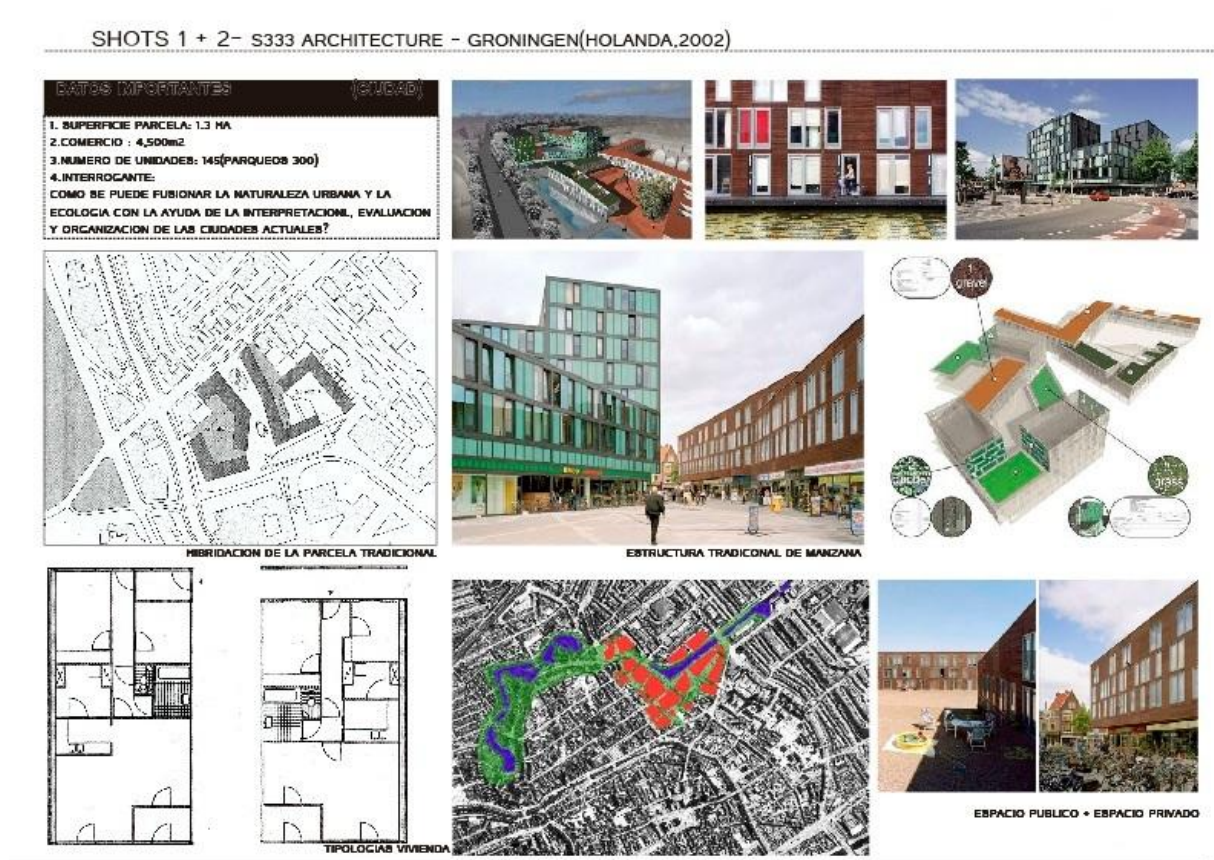 SHOTS 1 + 2- S333 ARCHITECTURE - GRONINGEN(HOLANDA,2002)
DATOS IMPORTANTES (CIUDAD)
1. SUPERFICIE PARCELA: 1.3 HA
2.COMERCIO : 4,500m2
3.NUMERO DE UNIDADES: 145(PARQUEOS 300)
4.INTERROGANTE:
COMO SE PUEDE FUSIONAR LA NATURALEZA URBANA Y LA
ECOLOGIA CON LA AYUDA DE LA INTERPRETACIONL, EVALUACION
Y ORGANIZACION DE LAS CIUDADES ACTUALES?
gravel
grass
HIBRIDACION DE LA PARCELA TRADICIONAL
ESTRUCTURA TRADICONAL DE MANZANA
TIPOLOGIAS VIVIENDA
ESPACIO PUBLICO + ESPACIO PRIVADO